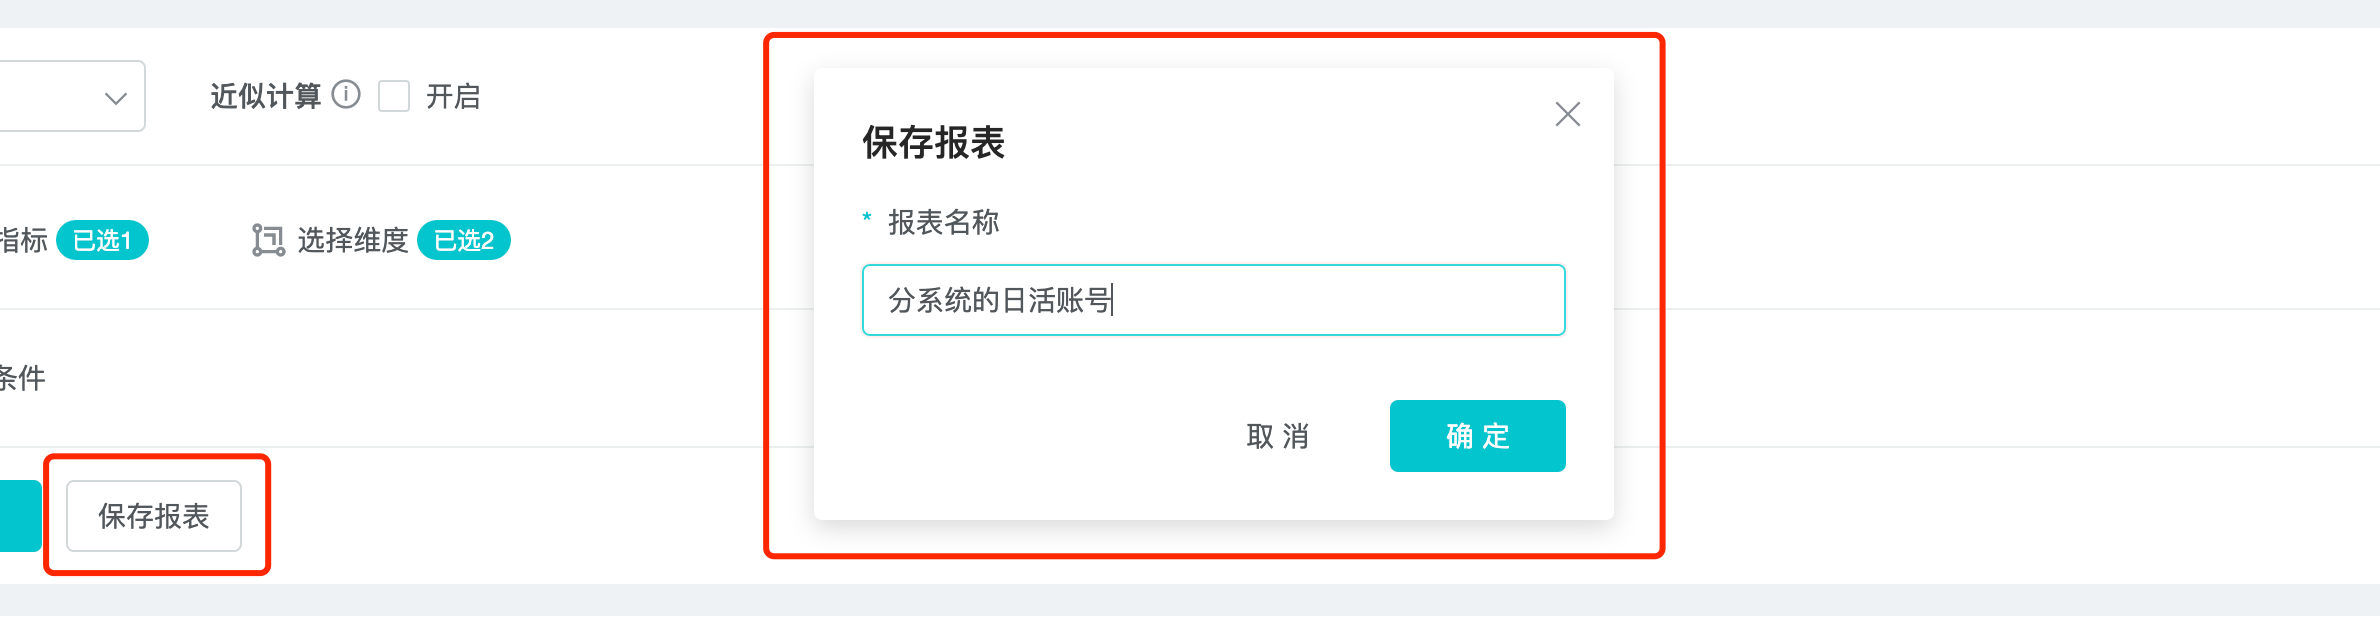 近似计算 开启
指标 已选1 选择维度 已选2
条件
保存报表
保存报表
* 报表名称
分系统的日活账号
取 消 确 定